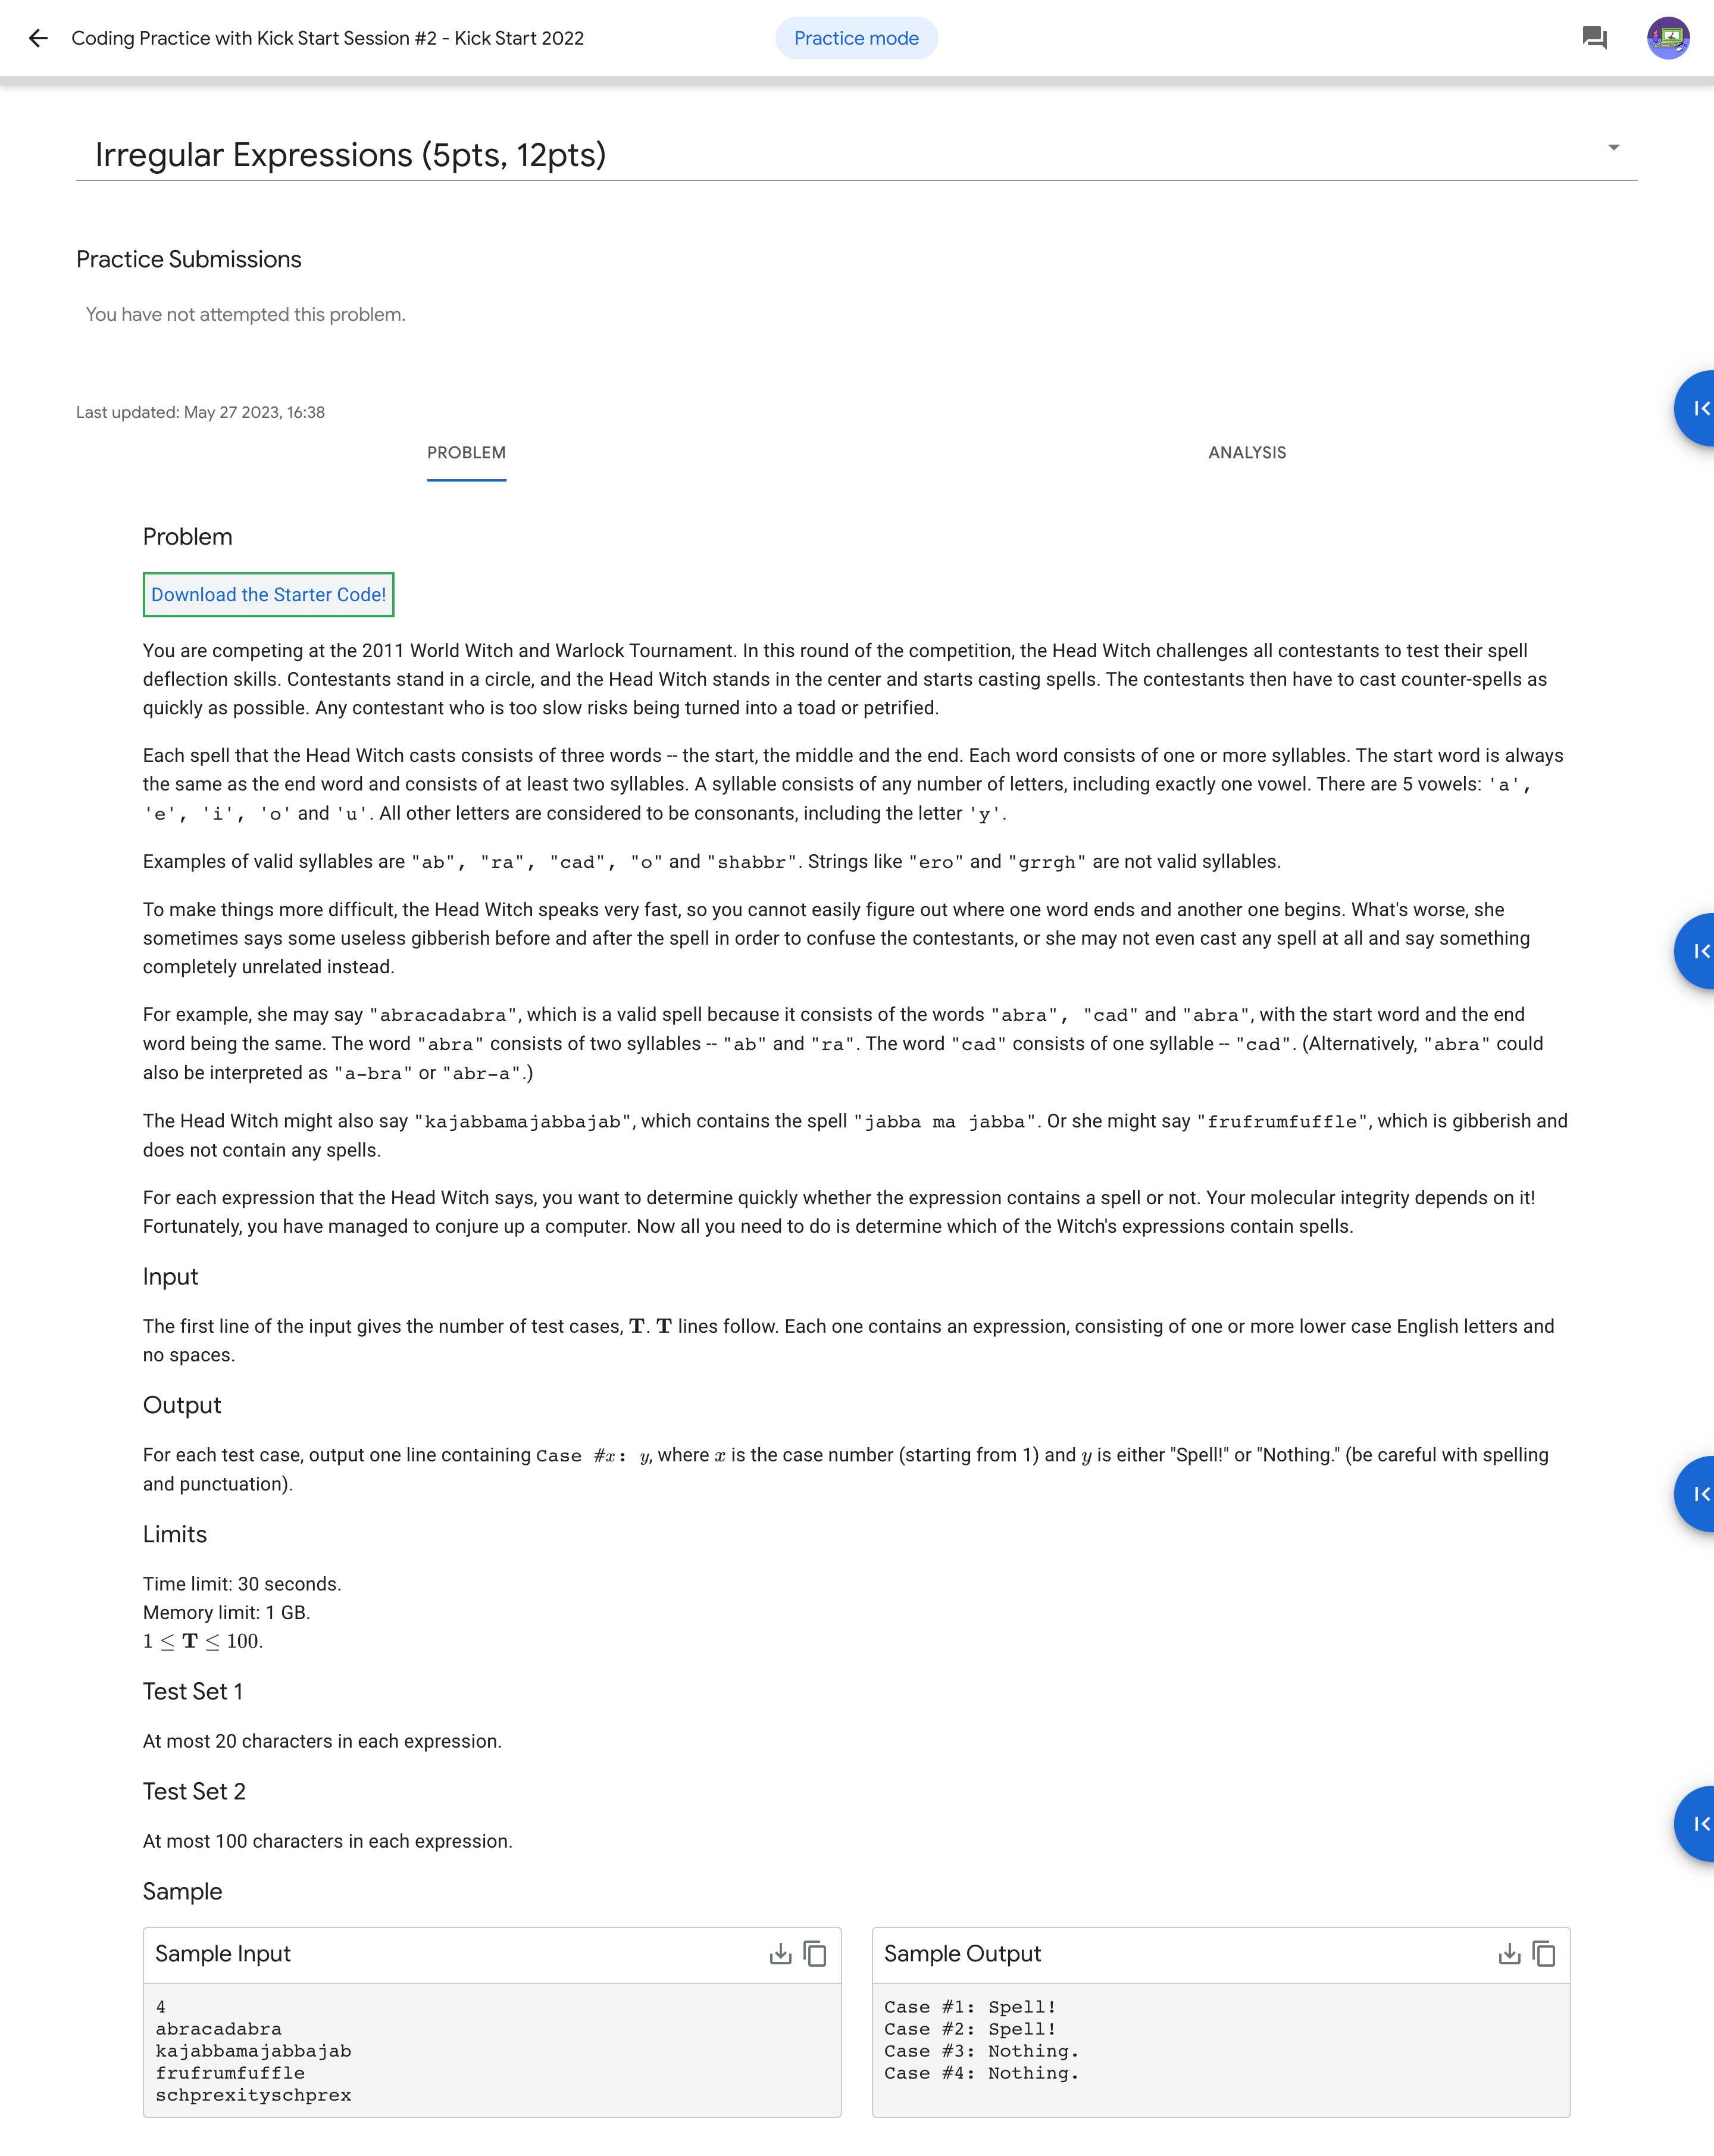 Coding Practice with Kick Start Session #2 - Kick Start 2022
Practice mode
Irregular Expressions (5pts, 12pts)
Practice Submissions
You have not attempted this problem.
Last updated: May 27 2023, 16:38
PROBLEM
ANALYSIS
Problem
Download the Starter Code!
You are competing at the 2011 World Witch and Warlock Tournament. In this round of the competition, the Head Witch challenges all contestants to test their spell
deflection skills. Contestants stand in a circle, and the Head Witch stands in the center and starts casting spells. The contestants then have to cast counter-spells as
quickly as possible. Any contestant who is too slow risks being turned into a toad or petrified.
Each spell that the Head Witch casts consists of three words -- the start, the middle and the end. Each word consists of one or more syllables. The start word is always
the same as the end word and consists of at least two syllables. A syllable consists of any number of letters, including exactly one vowel. There are 5 vowels: 'a',
'e', 'i', 'o' and 'u'. All other letters are considered to be consonants, including the letter 'y'.
Examples of valid syllables are "ab", "ra", "cad", "o" and "shabbr". Strings like "ero" and "grrgh" are not valid syllables.
To make things more difficult, the Head Witch speaks very fast, so you cannot easily figure out where one word ends and another one begins. What's worse, she
sometimes says some useless gibberish before and after the spell in order to confuse the contestants, or she may not even cast any spell at all and say something
completely unrelated instead.
For example, she may say "abracadabra", which is a valid spell because it consists of the words "abra", "cad" and "abra", with the start word and the end
word being the same. The word "abra" consists of two syllables -- "ab" and "ra". The word "cad" consists of one syllable -- "cad". (Alternatively, "abra" could
also be interpreted as "a-bra" or "abr-a".)
The Head Witch might also say "kajabbamajabbajab", which contains the spell "jabba ma jabba". Or she might say "frufrumfuffle", which is gibberish and
does not contain any spells.
For each expression that the Head Witch says, you want to determine quickly whether the expression contains a spell or not. Your molecular integrity depends on it!
Fortunately, you have managed to conjure up a computer. Now all you need to do is determine which of the Witch's expressions contain spells.
Input
The first line of the input gives the number of test cases, T. T lines follow. Each one contains an expression, consisting of one or more lower case English letters and
no spaces.
Output
For each test case, output one line containing Case #x: y, where x is the case number (starting from 1) and y is either "Spell!" or "Nothing." (be careful with spelling
and punctuation).
Limits
Time limit: 30 seconds.
Memory limit: 1 GB.
1 ≤ T ≤ 100.
Test Set 1
At most 20 characters in each expression.
Test Set 2
At most 100 characters in each expression.
Sample
Sample Input
4
abracadabra
kajabbamajabbajab
frufrumfuffle
schprexityschprex
Sample Output
Case #1: Spell!
Case #2: Spell!
Case #3: Nothing.
Case #4: Nothing.